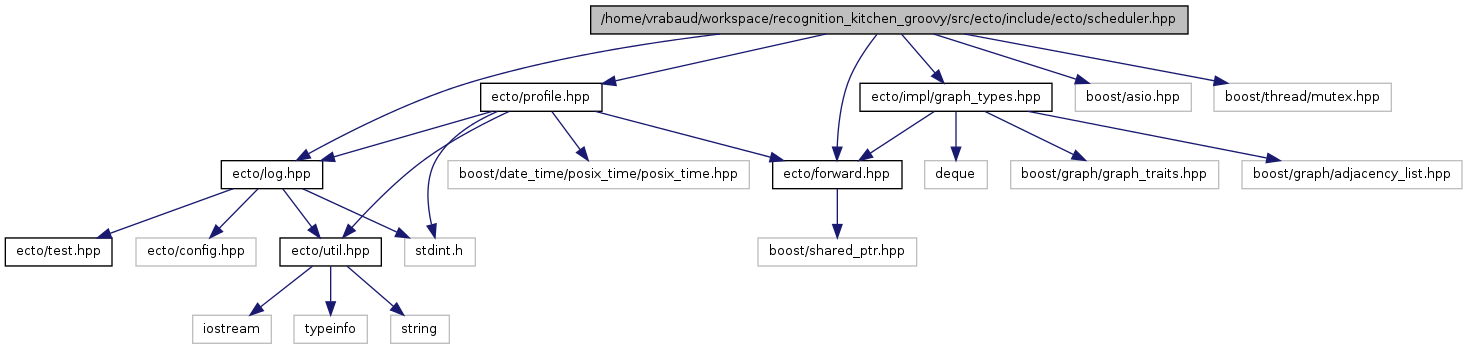 /home/vrabaud/workspace/recognition_kitchen_groovy/src/ecto/include/ecto/scheduler.hpp
ecto/profile.hpp
ecto/impl/graph_types.hpp
boost/asio.hpp
boost/thread/mutex.hpp
ecto/log.hpp
boost/date_time/posix_time/posix_time.hpp
ecto/forward.hpp
deque
boost/graph/graph_traits.hpp
boost/graph/adjacency_list.hpp
ecto/test.hpp
ecto/config.hpp
ecto/util.hpp
stdint.h
boost/shared_ptr.hpp
iostream
typeinfo
string